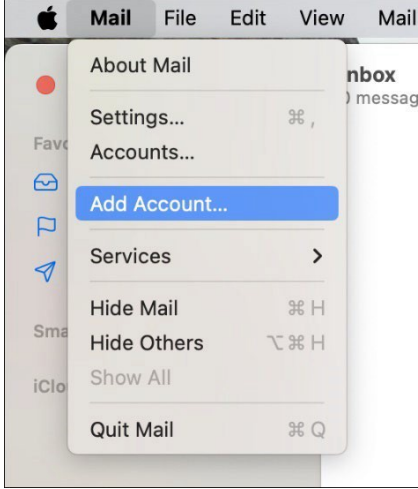 Mail File Edit View Mail
About Mail
nbox
messag
Settings... ⌘ ,
Favo
Accounts...
Add Account...
Services
Hide Mail ⌘ H
Sma
Hide Others ⌥ ⌘ H
iClo
Show All
Quit Mail ⌘ Q